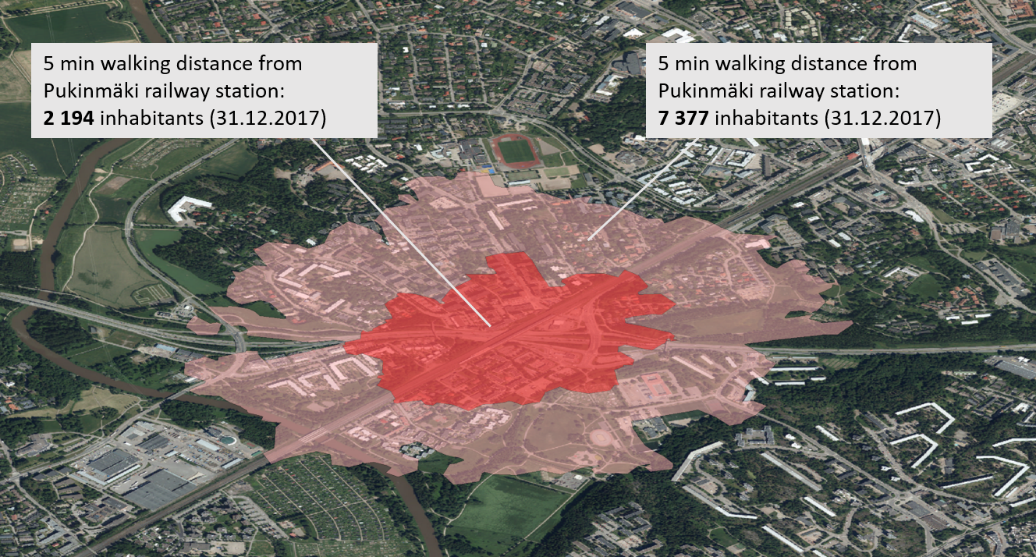 5 min walking distance from
Pukinmäki railway station:
2 194 inhabitants (31.12.2017)
5 min walking distance from
Pukinmäki railway station:
7 377 inhabitants (31.12.2017)